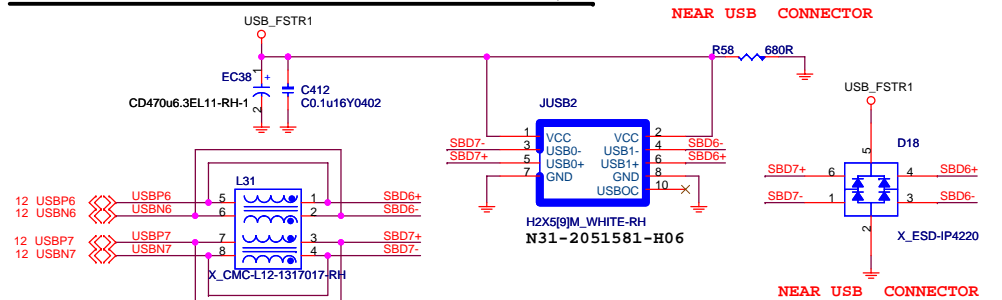 NEAR USB CONNECTOR
USB_FSTR1
R58 680R
EC38
1 +
2
CD470u6.3EL11-RH-1
C412
C0.1u16Y0402
JUSB2
1 VCC VCC 2
SBD7- 3 USB0- USB1- 4 SBD6-
SBD7+ 5 USB0+ USB1+ 6 SBD6+
7 GND GND 8
USBOC 10
H2X5[9]M_WHITE-RH
N31-2051581-H06
USB_FSTR1
D18
5
SBD7+ 6 4 SBD6+
SBD7- 1 3 SBD6-
2
X_ESD-IP4220
NEAR USB CONNECTOR
L31
12 USBP6 USBP6 5 1 SBD6+
12 USBN6 USBN6 6 2 SBD6-
12 USBP7 USBP7 7 3 SBD7+
12 USBN7 USBN7 8 4 SBD7-
X_CMC-L12-1317017-RH